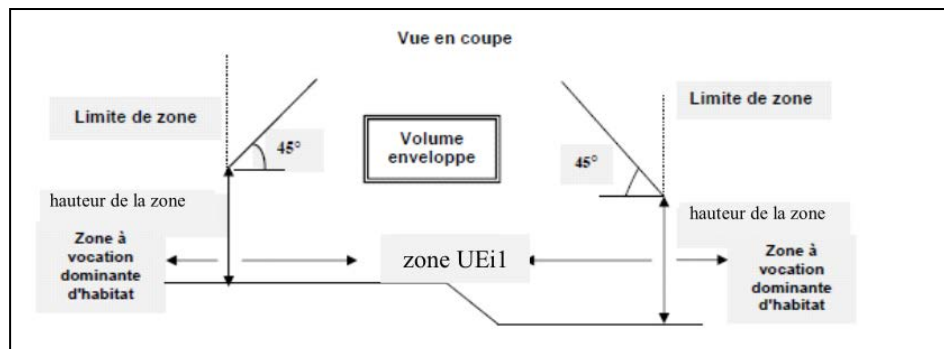 Vue en coupe
Limite de zone
45°
Volume
enveloppe
45°
Limite de zone
hauteur de la zone
hauteur de la zone
Zone à
vocation
dominante
d'habitat
zone UEi1
Zone à
vocation
dominante
d'habitat